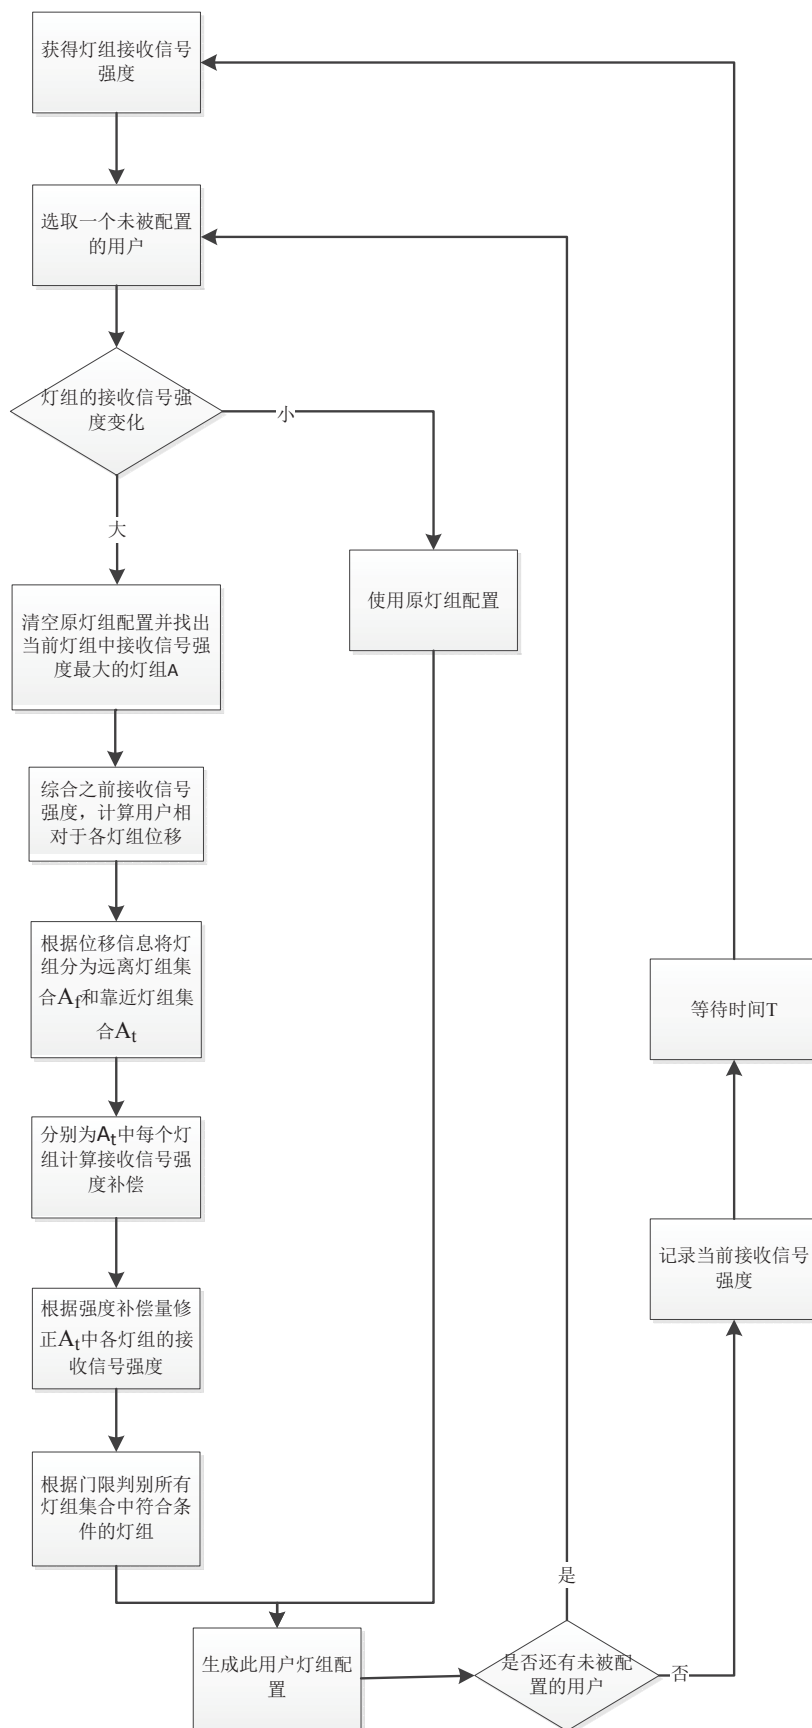 获得灯组接收信号
强度
选取一个未被配置
的用户
灯组的接收信号强
度变化
小
大
清空原灯组配置并找出
当前灯组中接收信号强
度最大的灯组A
使用原灯组配置
综合之前接收信号
强度，计算用户相
对于各灯组位移
根据位移信息将灯
组分为远离灯组集
合Af和靠近灯组集
合At
等待时间T
分别为At中每个灯
组计算接收信号强
度补偿
记录当前接收信号
强度
根据强度补偿量修
正At中各灯组的接
收信号强度
根据门限判别所有
灯组集合中符合条
件的灯组
是
生成此用户灯组配
置
是否还有未被配
置的用户
否